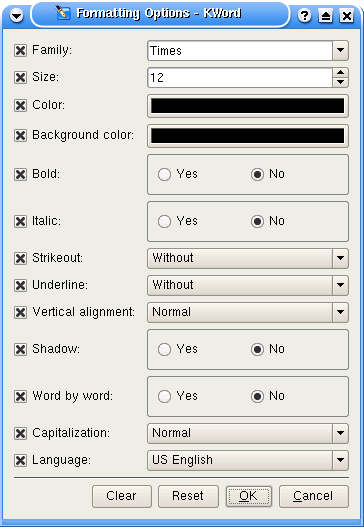 Formatting Options - KWord
Family: Times
Size: 12
Color:
Background color:
Bold: Yes No
Italic: Yes No
Strikeout: Without
Underline: Without
Vertical alignment: Normal
Shadow: Yes No
Word by word: Yes No
Capitalization: Normal
Language: US English
Clear Reset OK Cancel